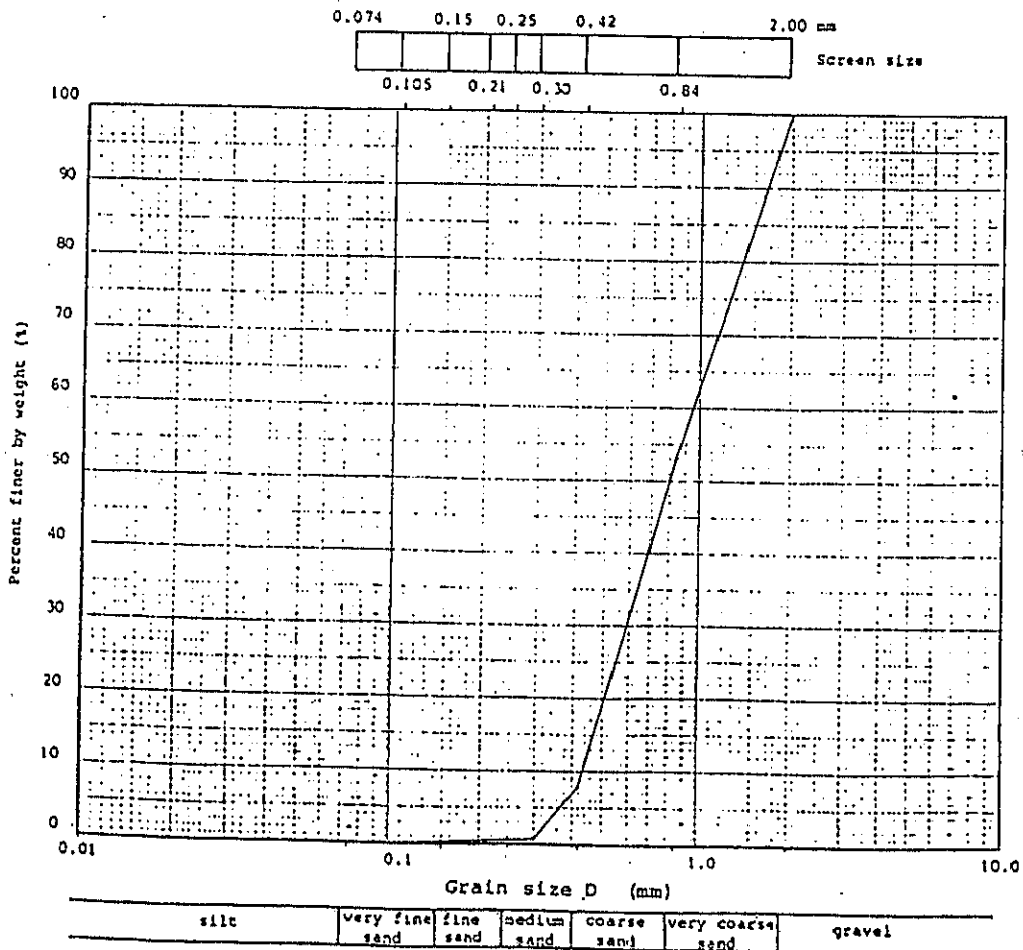 0.074 0.15 0.25 0.42 2.00 mm
Screen size
0.105 0.21 0.30 0.84
100
90
80
70
60
50
40
30
20
10
0
Percent finer by weight (%)
0.01 0.1 1.0 10.0
Grain size D (mm)
silt very fine sand fine sand medium sand coarse sand very coarse sand gravel